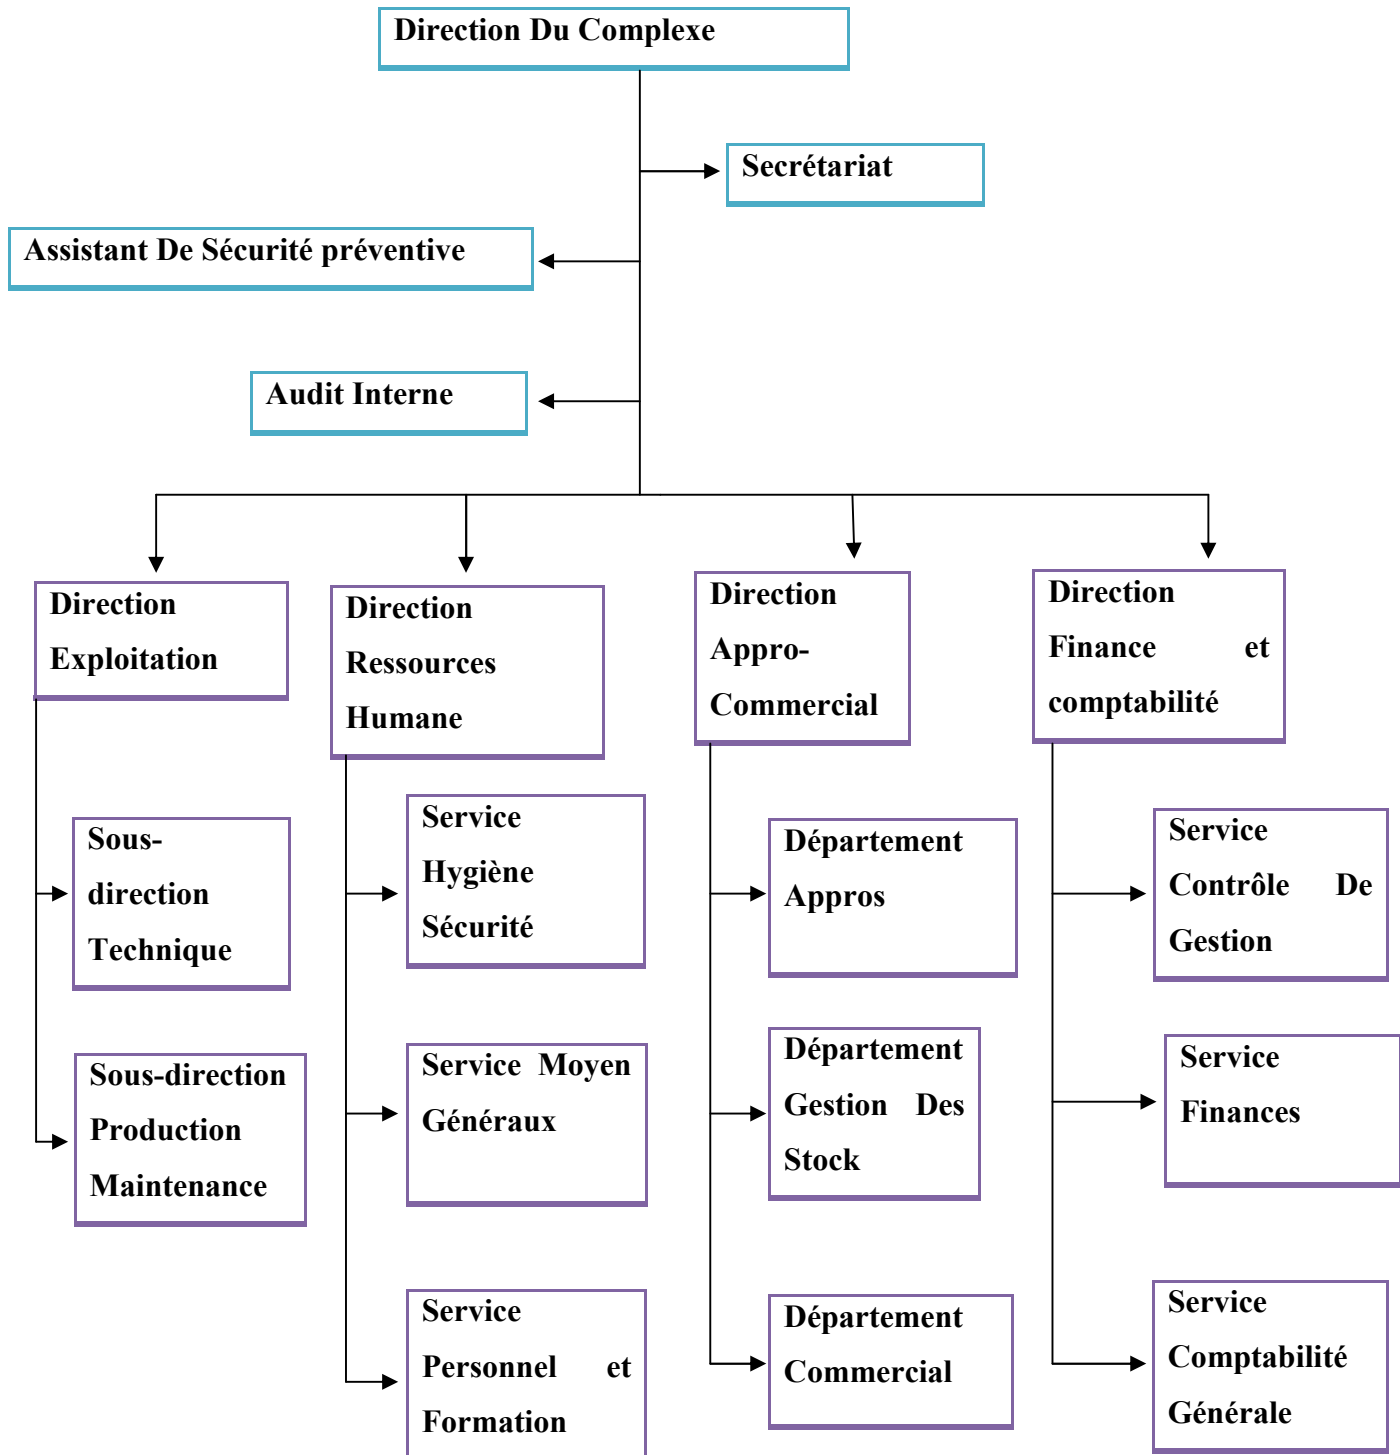 Direction Du Complexe
Secrétariat
Assistant De Sécurité préventive
Audit Interne
Direction
Exploitation
Direction
Ressources
Humane
Direction
Appro-
Commercial
Direction
Finance et
comptabilité
Sous-
direction
Technique
Sous-direction
Production
Maintenance
Service
Hygiène
Sécurité
Service Moyen
Généraux
Service
Personnel et
Formation
Département
Appros
Département
Gestion Des
Stock
Département
Commercial
Service
Contrôle De
Gestion
Service
Finances
Service
Comptabilité
Générale